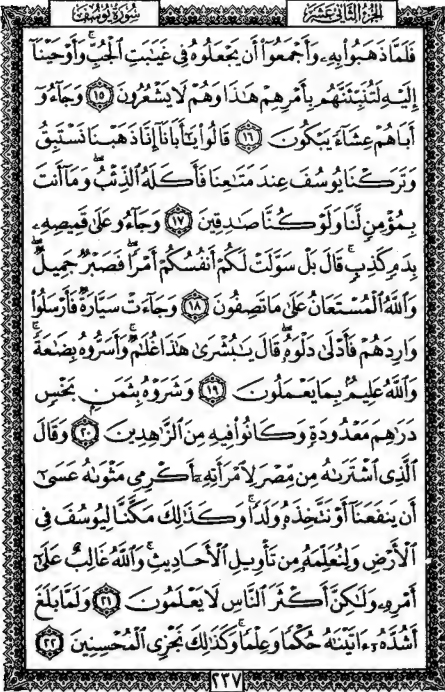 الجزء الثاني عشر
سورة يوسف
فَلَمَّا ذَهَبُوا۟ بِهِۦ وَأَجْمَعُوٓا۟ أَن يَجْعَلُوهُ فِى غَيَٰبَتِ ٱلْجُبِّ ۚ وَأَوْحَيْنَآ
إِلَيْهِ لَتُنَبِّئَنَّهُم بِأَمْرِهِمْ هَٰذَا وَهُمْ لَا يَشْعُرُونَ ١٥ وَجَآءُوٓ
أَبَاهُمْ عِشَآءً يَبْكُونَ ١٦ قَالُوا۟ يَٰٓأَبَانَآ إِنَّا ذَهَبْنَا نَسْتَبِقُ
وَتَرَكْنَا يُوسُفَ عِندَ مَتَٰعِنَا فَأَكَلَهُ ٱلذِّئْبُ ۖ وَمَآ أَنتَ
بِمُؤْمِنٍ لَّنَا وَلَوْ كُنَّا صَٰدِقِينَ ١٧ وَجَآءُو عَلَىٰ قَمِيصِهِۦ
بِدَمٍ كَذِبٍ ۚ قَالَ بَلْ سَوَّلَتْ لَكُمْ أَنفُسُكُمْ أَمْرًا ۖ فَصَبْرٌ جَمِيلٌ ۖ
وَٱللَّهُ ٱلْمُسْتَعَانُ عَلَىٰ مَا تَصِفُونَ ١٨ وَجَآءَتْ سَيَّارَةٌ فَأَرْسَلُوا۟
وَارِدَهُمْ فَأَدْلَىٰ دَلْوَهُۥ ۖ قَالَ يَٰبُشْرَىٰ هَٰذَا غُلَٰمٌ ۚ وَأَسَرُّوهُ بِضَٰعَةً ۚ
وَٱللَّهُ عَلِيمٌۢ بِمَا يَعْمَلُونَ ١٩ وَشَرَوْهُ بِثَمَنٍۭ بَخْسٍ
دَرَٰهِمَ مَعْدُودَةٍ وَكَانُوا۟ فِيهِ مِنَ ٱلزَّٰهِدِينَ ٢٠ وَقَالَ
ٱلَّذِى ٱشْتَرَىٰهُ مِن مِّصْرَ لِٱمْرَأَتِهِۦٓ أَكْرِمِى مَثْوَىٰهُ عَسَىٰٓ
أَن يَنفَعَنَآ أَوْ نَتَّخِذَهُۥ وَلَدًا ۚ وَكَذَٰلِكَ مَكَّنَّا لِيُوسُفَ فِى
ٱلْأَرْضِ وَلِنُعَلِّمَهُۥ مِن تَأْوِيلِ ٱلْأَحَادِيثِ ۚ وَٱللَّهُ غَالِبٌ عَلَىٰٓ
أَمْرِهِۦ وَلَٰكِنَّ أَكْثَرَ ٱلنَّاسِ لَا يَعْلَمُونَ ٢١ وَلَمَّا بَلَغَ
أَشُدَّهُۥٓ ءَاتَيْنَٰهُ حُكْمًا وَعِلْمًا ۚ وَكَذَٰلِكَ نَجْزِى ٱلْمُحْسِنِينَ ٢٢
٢٣٧